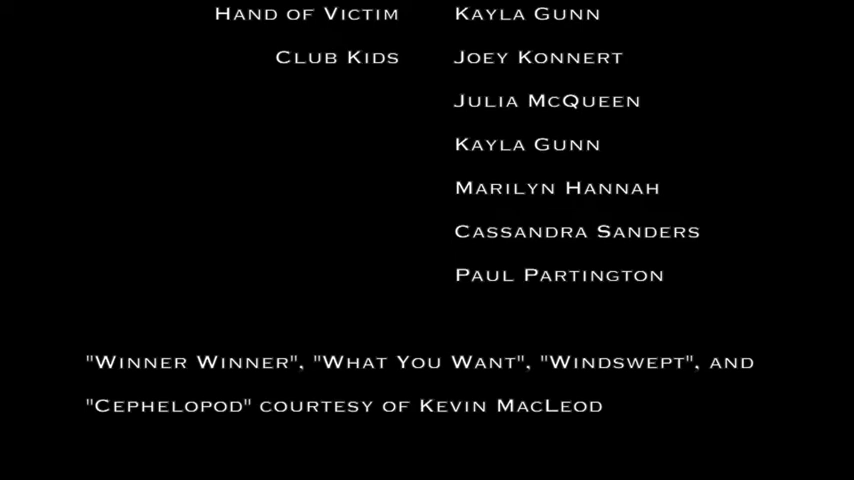 Hand of Victim Kayla Gunn
Club Kids Joey Konnert
Julia McQueen
Kayla Gunn
Marilyn Hannah
Cassandra Sanders
Paul Partington
"Winner Winner", "What You Want", "Windswept", and
"Cephelopod" courtesy of Kevin MacLeod